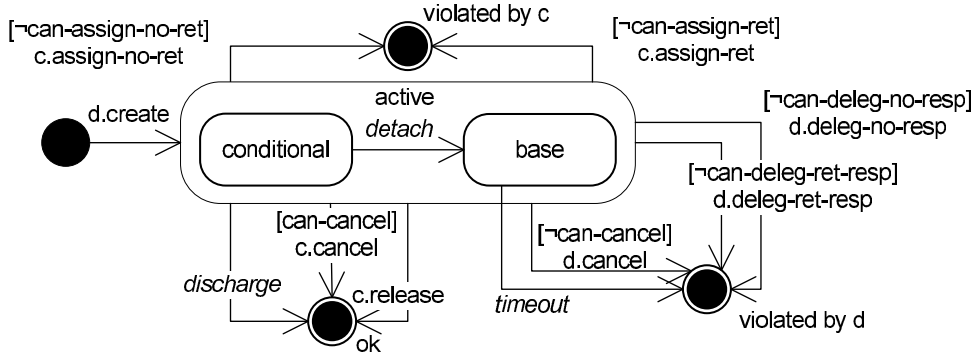 violated by c
[¬can-assign-no-ret]
c.assign-no-ret
[¬can-assign-ret]
c.assign-ret
d.create
active
detach
conditional
base
[¬can-deleg-no-resp]
d.deleg-no-resp
[¬can-deleg-ret-resp]
d.deleg-ret-resp
[can-cancel]
c.cancel
[¬can-cancel]
d.cancel
discharge
c.release
timeout
ok
violated by d